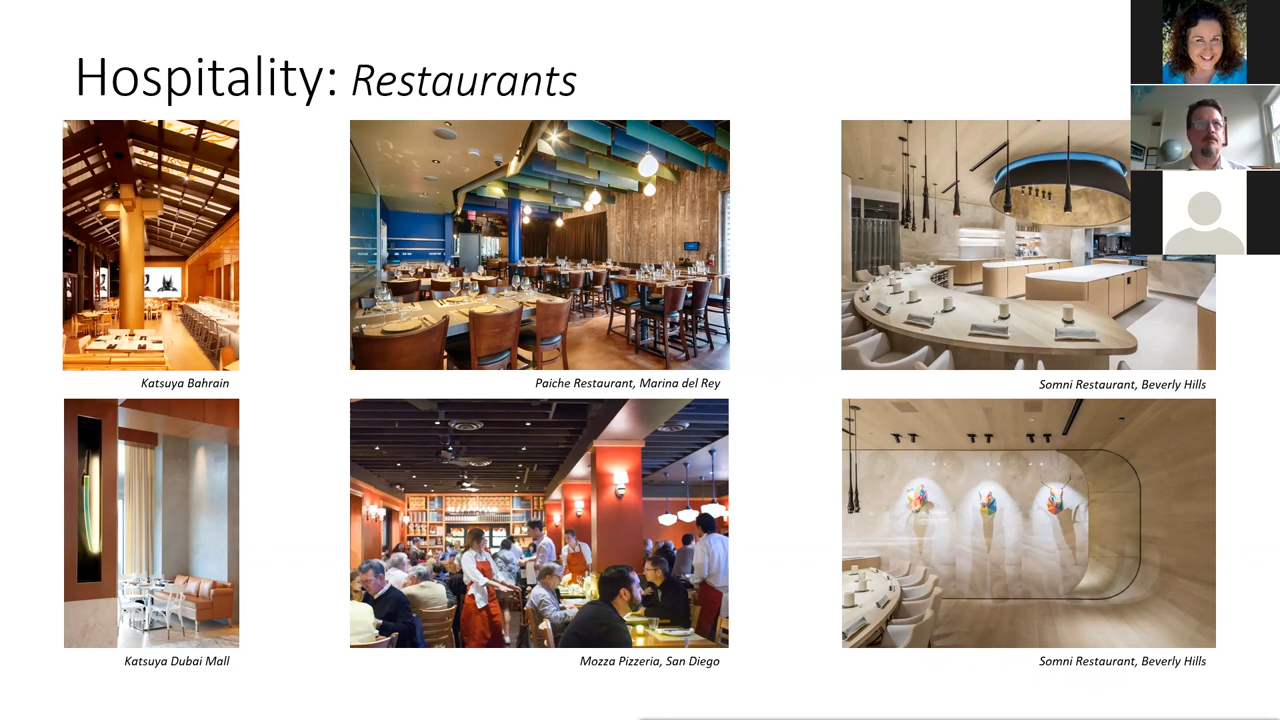 Hospitality: Restaurants
Katsuya Bahrain
Paiche Restaurant, Marina del Rey
Somni Restaurant, Beverly Hills
Katsuya Dubai Mall
Mozza Pizzeria, San Diego
Somni Restaurant, Beverly Hills